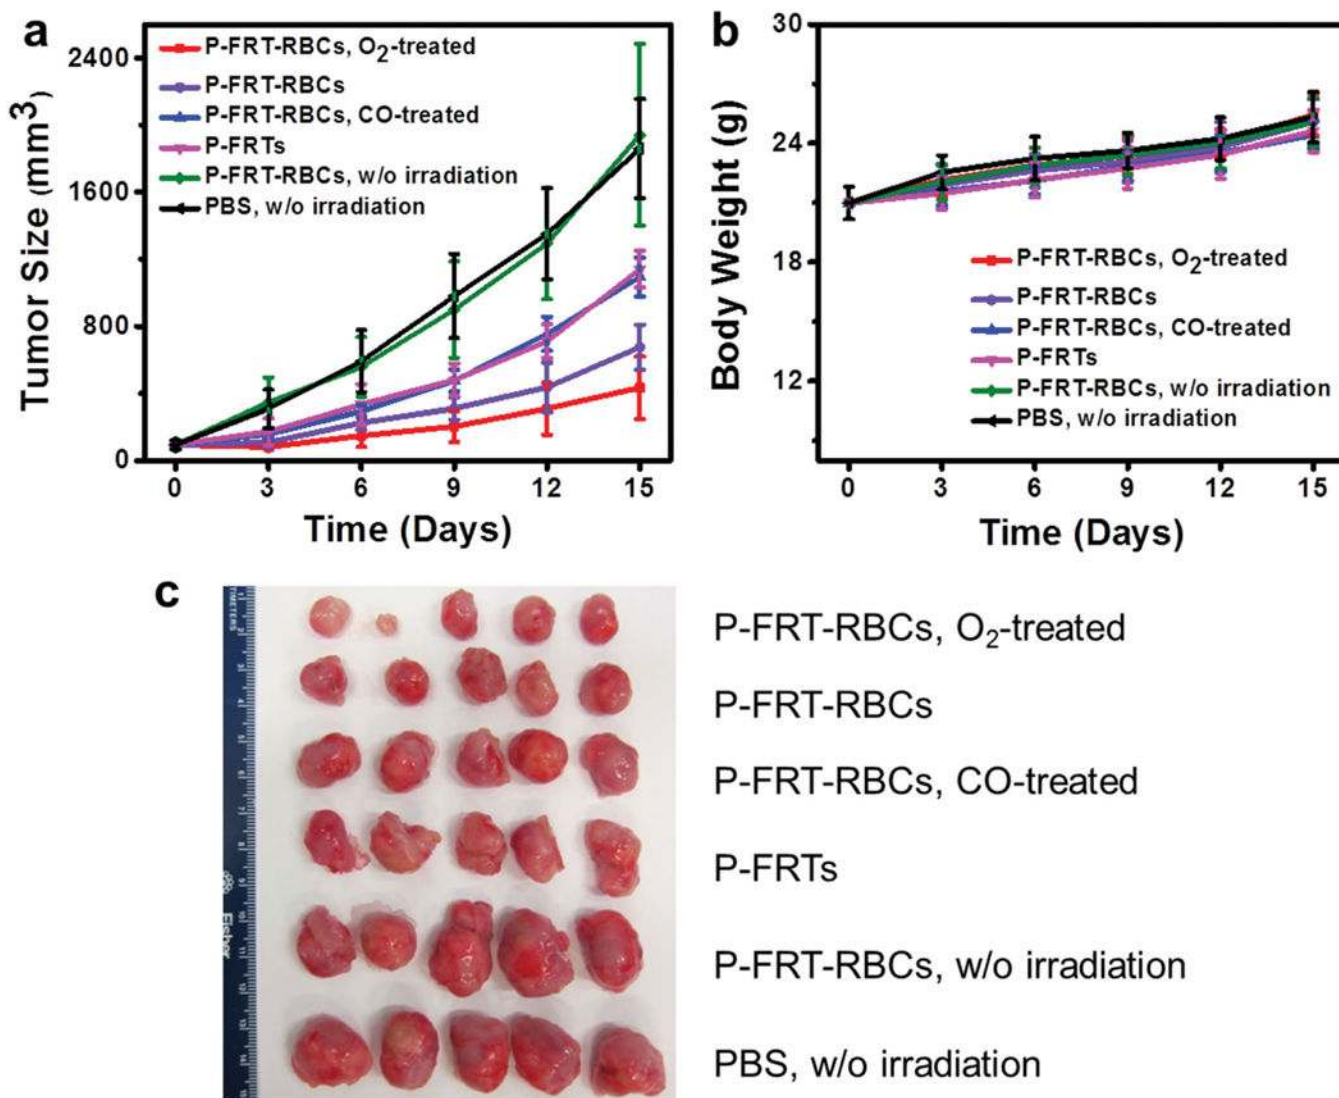 a
P-FRT-RBCs, O₂-treated
P-FRT-RBCs
P-FRT-RBCs, CO-treated
P-FRTs
P-FRT-RBCs, w/o irradiation
PBS, w/o irradiation
Tumor Size (mm³)
2400
1600
800
0
0 3 6 9 12 15
Time (Days)
b
Body Weight (g)
30
24
18
12
P-FRT-RBCs, O₂-treated
P-FRT-RBCs
P-FRT-RBCs, CO-treated
P-FRTs
P-FRT-RBCs, w/o irradiation
PBS, w/o irradiation
0 3 6 9 12 15
Time (Days)
c
Fisher
P-FRT-RBCs, O₂-treated
P-FRT-RBCs
P-FRT-RBCs, CO-treated
P-FRTs
P-FRT-RBCs, w/o irradiation
PBS, w/o irradiation